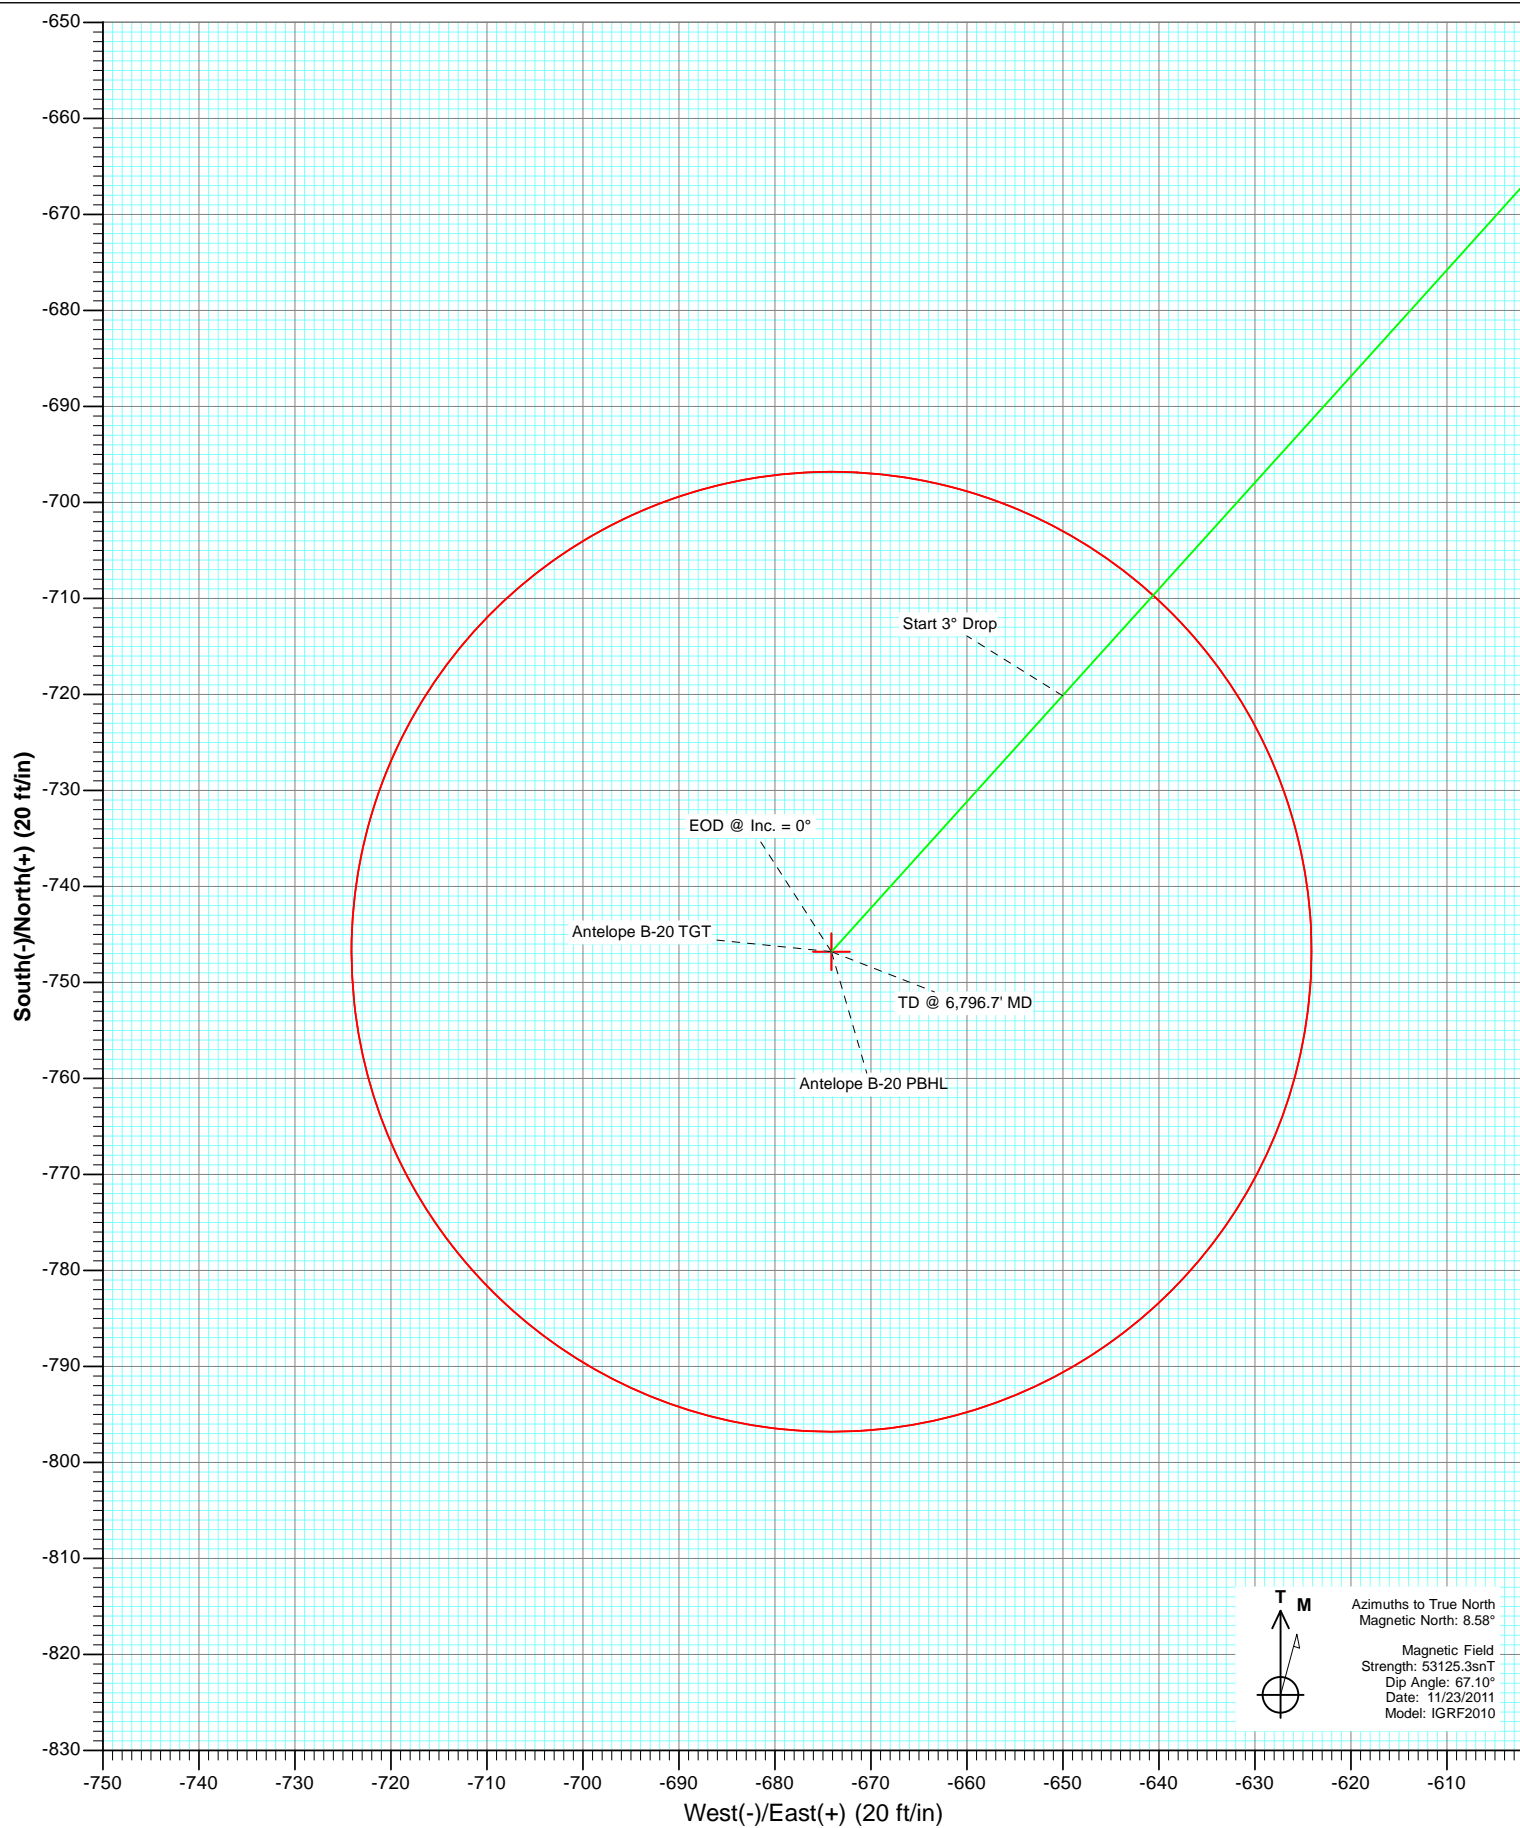 -650
-660
-670
-680
-690
-700
-710
-720
-730
-740
-750
-760
-770
-780
-790
-800
-810
-820
-830
South(-)/North(+) (20 ft/in)
Start 3° Drop
EOD @ Inc. = 0°
Antelope B-20 TGT
TD @ 6,796.7' MD
Antelope B-20 PBHL
T
M
Azimuths to True North
Magnetic North: 8.58°
Magnetic Field
Strength: 53125.3snT
Dip Angle: 67.10°
Date: 11/23/2011
Model: IGRF2010
-750 -740 -730 -720 -710 -700 -690 -680 -670 -660 -650 -640 -630 -620 -610
West(-)/East(+) (20 ft/in)